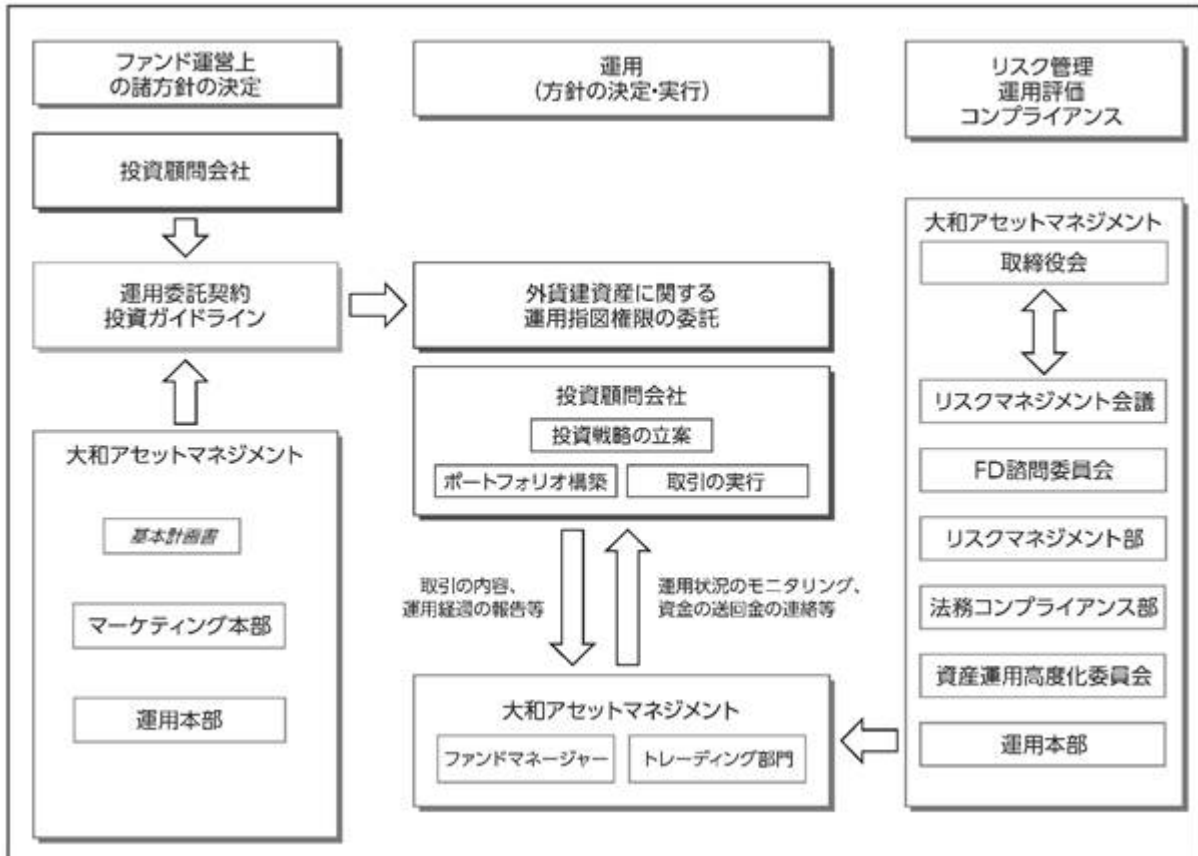 ファンド運営上
の諸方針の決定
投資顧問会社
運用委託契約
投資ガイドライン
大和アセットマネジメント
基本計画書
マーケティング本部
運用本部
運用
(方針の決定・実行)
外貨建資産に関する
運用指図権限の委託
投資顧問会社
投資戦略の立案
ポートフォリオ構築
取引の実行
取引の内容、
運用経過の報告等
運用状況のモニタリング、
資金の送回金の連絡等
大和アセットマネジメント
ファンドマネージャー
トレーディング部門
リスク管理
運用評価
コンプライアンス
大和アセットマネジメント
取締役会
リスクマネジメント会議
FD諮問委員会
リスクマネジメント部
法務コンプライアンス部
資産運用高度化委員会
運用本部